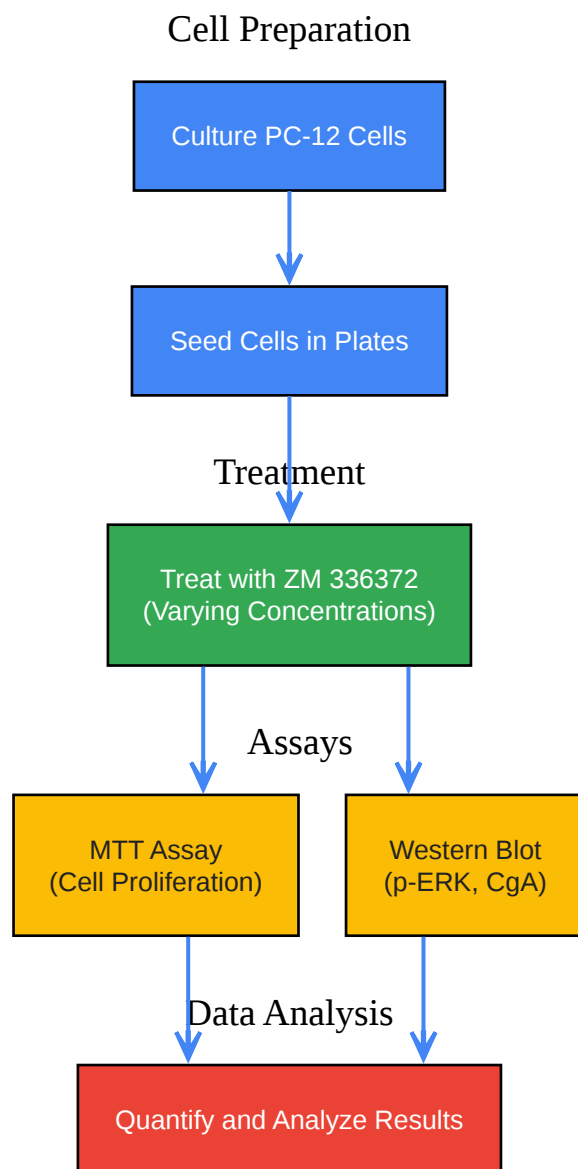 Cell Preparation
Culture PC-12 Cells
Seed Cells in Plates
Treatment
Treat with ZM 336372
(Varying Concentrations)
Assays
MTT Assay
(Cell Proliferation)
Western Blot
(p-ERK, CgA)
Data Analysis
Quantify and Analyze Results